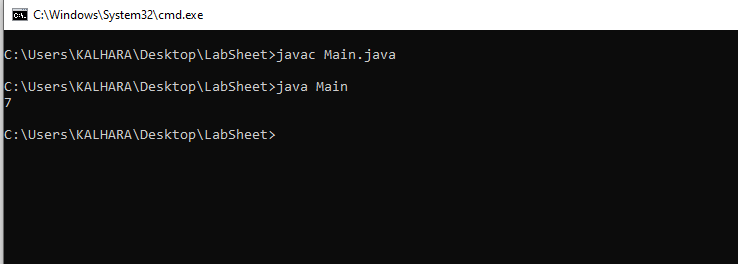 C:\Windows\System32\cmd.exe
C:\Users\KALHARA\Desktop\LabSheet>javac Main.java
C:\Users\KALHARA\Desktop\LabSheet>java Main
7
C:\Users\KALHARA\Desktop\LabSheet>